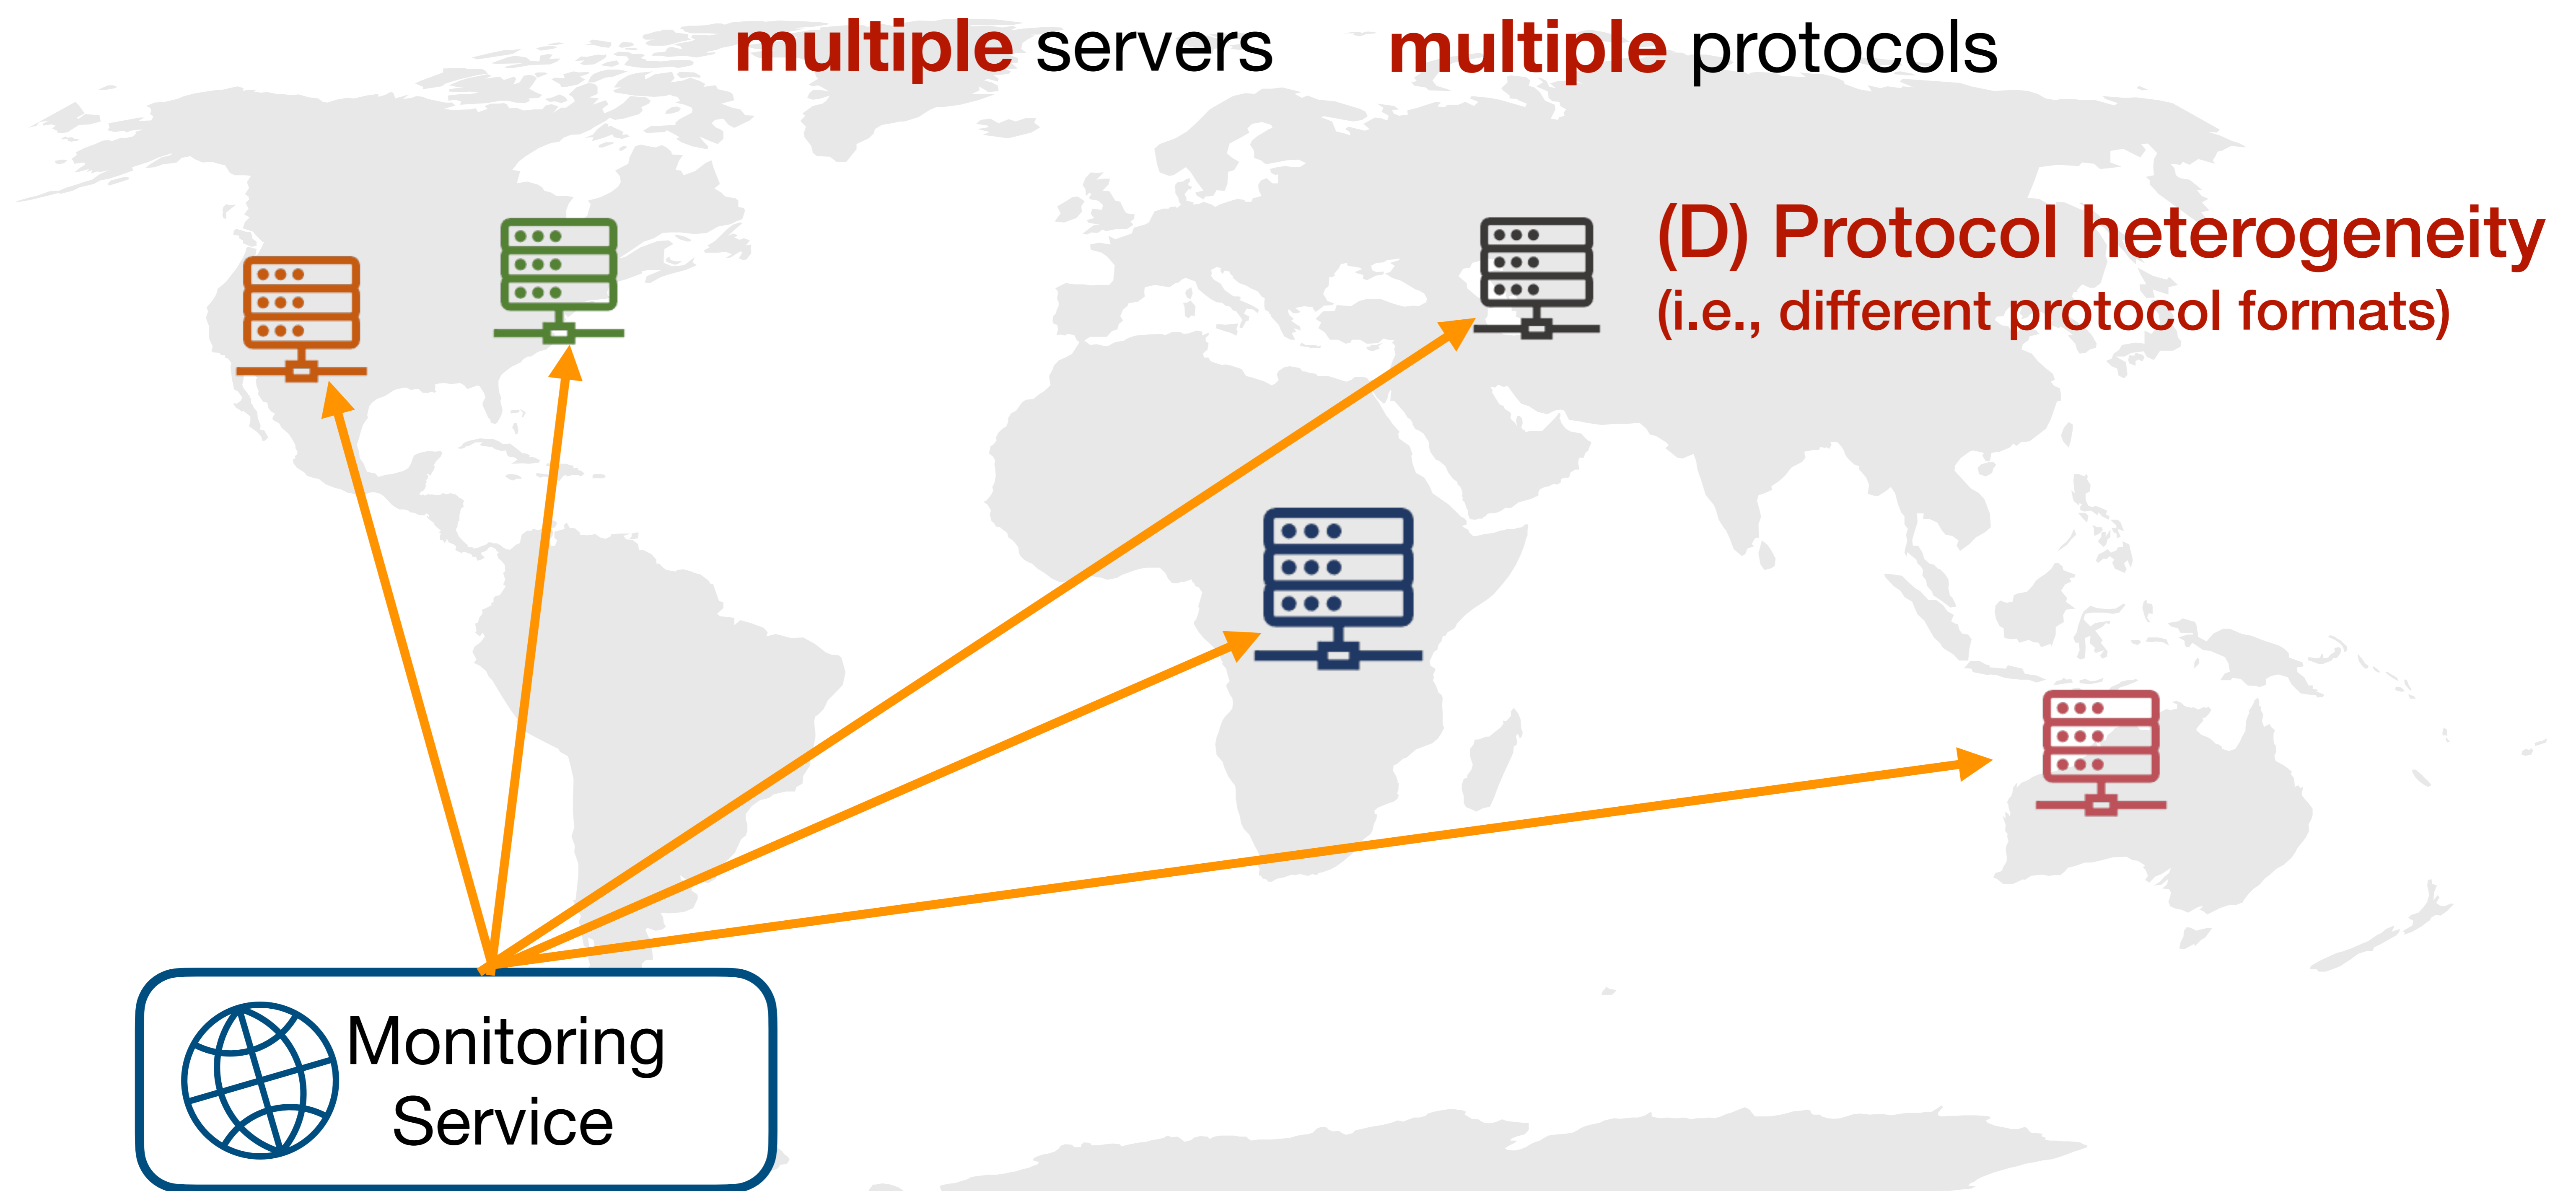 multiple servers multiple protocols
(D) Protocol heterogeneity
(i.e., different protocol formats)
Monitoring
Service